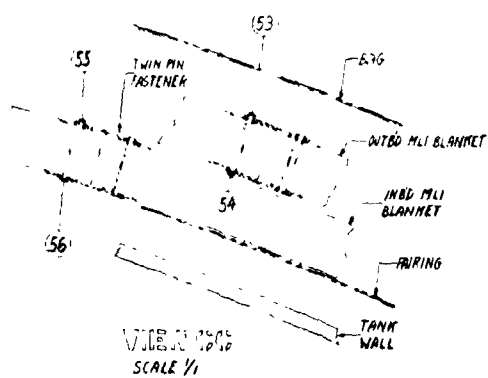 (53)
(55)
TWIN PIN
FASTENER
OUTBD MLI BLANKET
INBD MLI
BLANKET
54
(56)
FAIRING
TANK
WALL
VIEW
SCALE 1/1